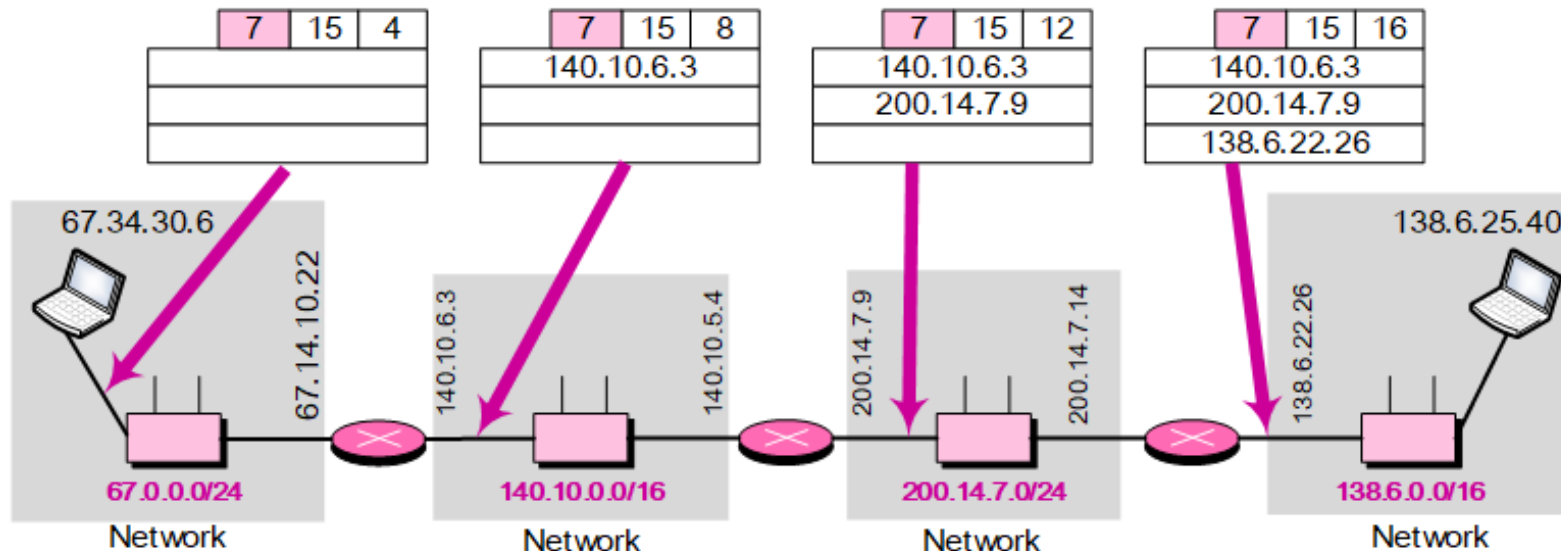 7 15 4
7 15 8
140.10.6.3
7 15 12
140.10.6.3
200.14.7.9
7 15 16
140.10.6.3
200.14.7.9
138.6.22.26
67.34.30.6
138.6.25.40
67.14.10.22
140.10.6.3
140.10.5.4
200.14.7.9
200.14.7.14
138.6.22.26
67.0.0.0/24
140.10.0.0/16
200.14.7.0/24
138.6.0.0/16
Network
Network
Network
Network